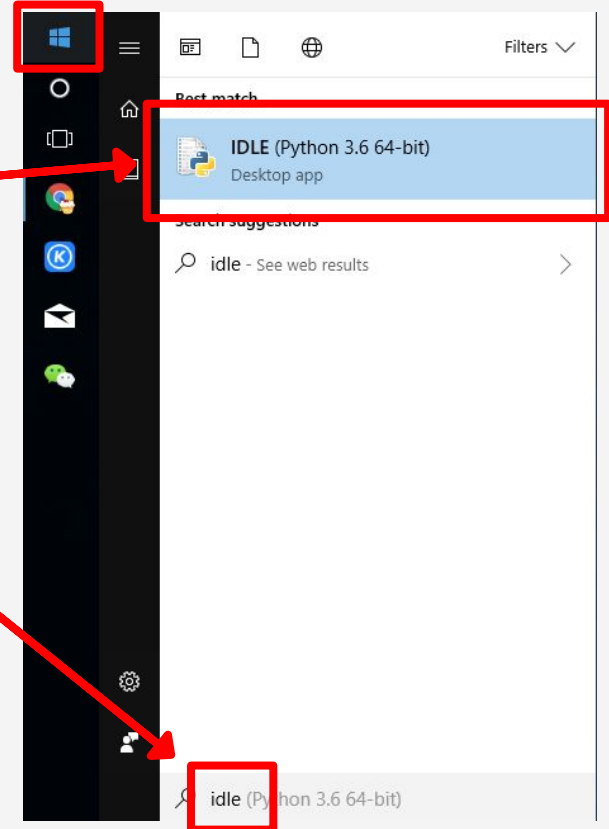 Filters
Best match
IDLE (Python 3.6 64-bit)
Desktop app
Search suggestions
idle - See web results
idle (Python 3.6 64-bit)